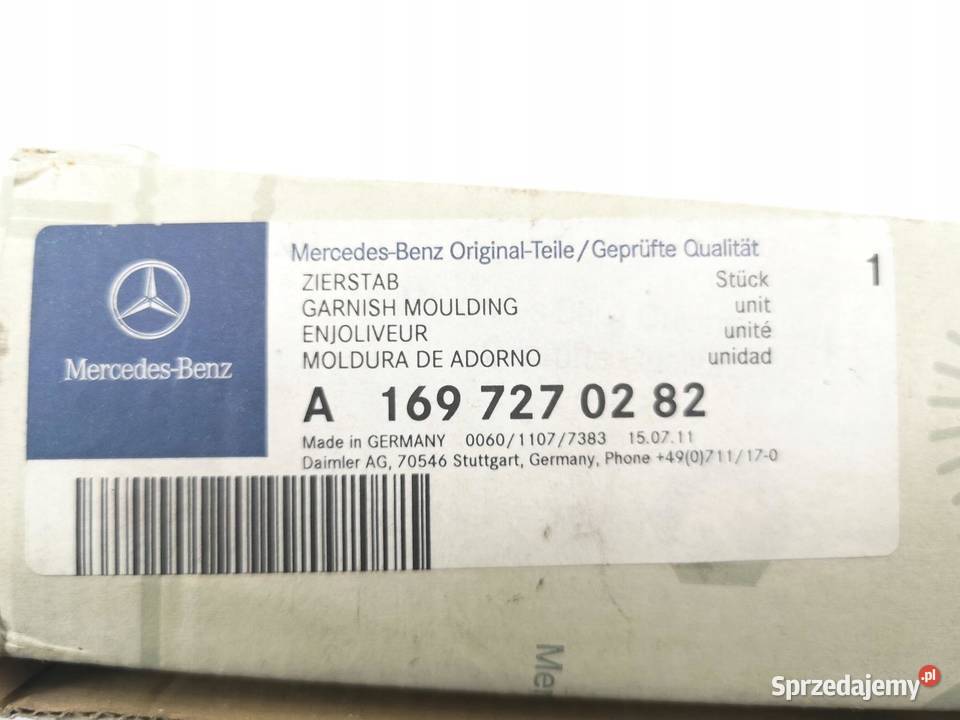 Mercedes-Benz
Mercedes-Benz Original-Teile/Geprüfte Qualität
ZIERSTAB Stück 1
GARNISH MOULDING unit
ENJOLIVEUR unité
MOLDURA DE ADORNO unidad
A 169 727 02 82
Made in GERMANY 0060/1107/7383 15.07.11
Daimler AG, 70546 Stuttgart, Germany, Phone +49(0)711/17-0
Me
Sprzedajemy.pl